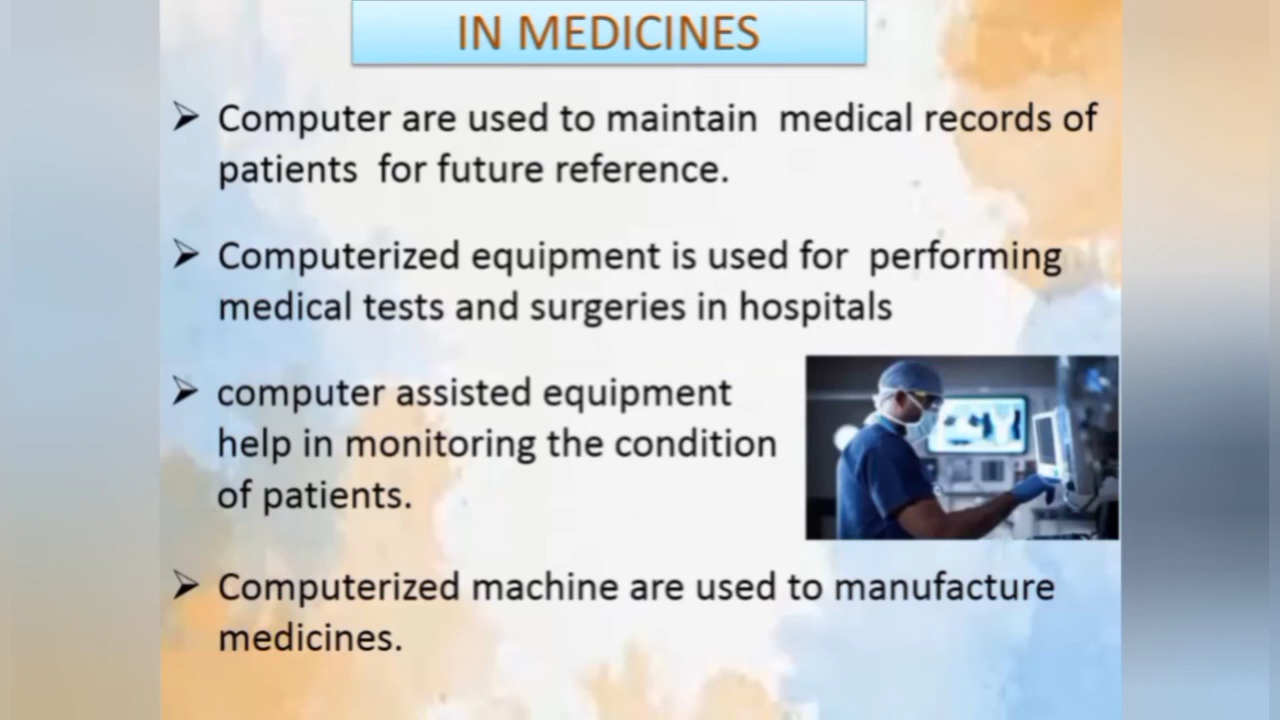 IN MEDICINES
➢ Computer are used to maintain medical records of
patients for future reference.
➢ Computerized equipment is used for performing
medical tests and surgeries in hospitals
➢ computer assisted equipment
help in monitoring the condition
of patients.
➢ Computerized machine are used to manufacture
medicines.